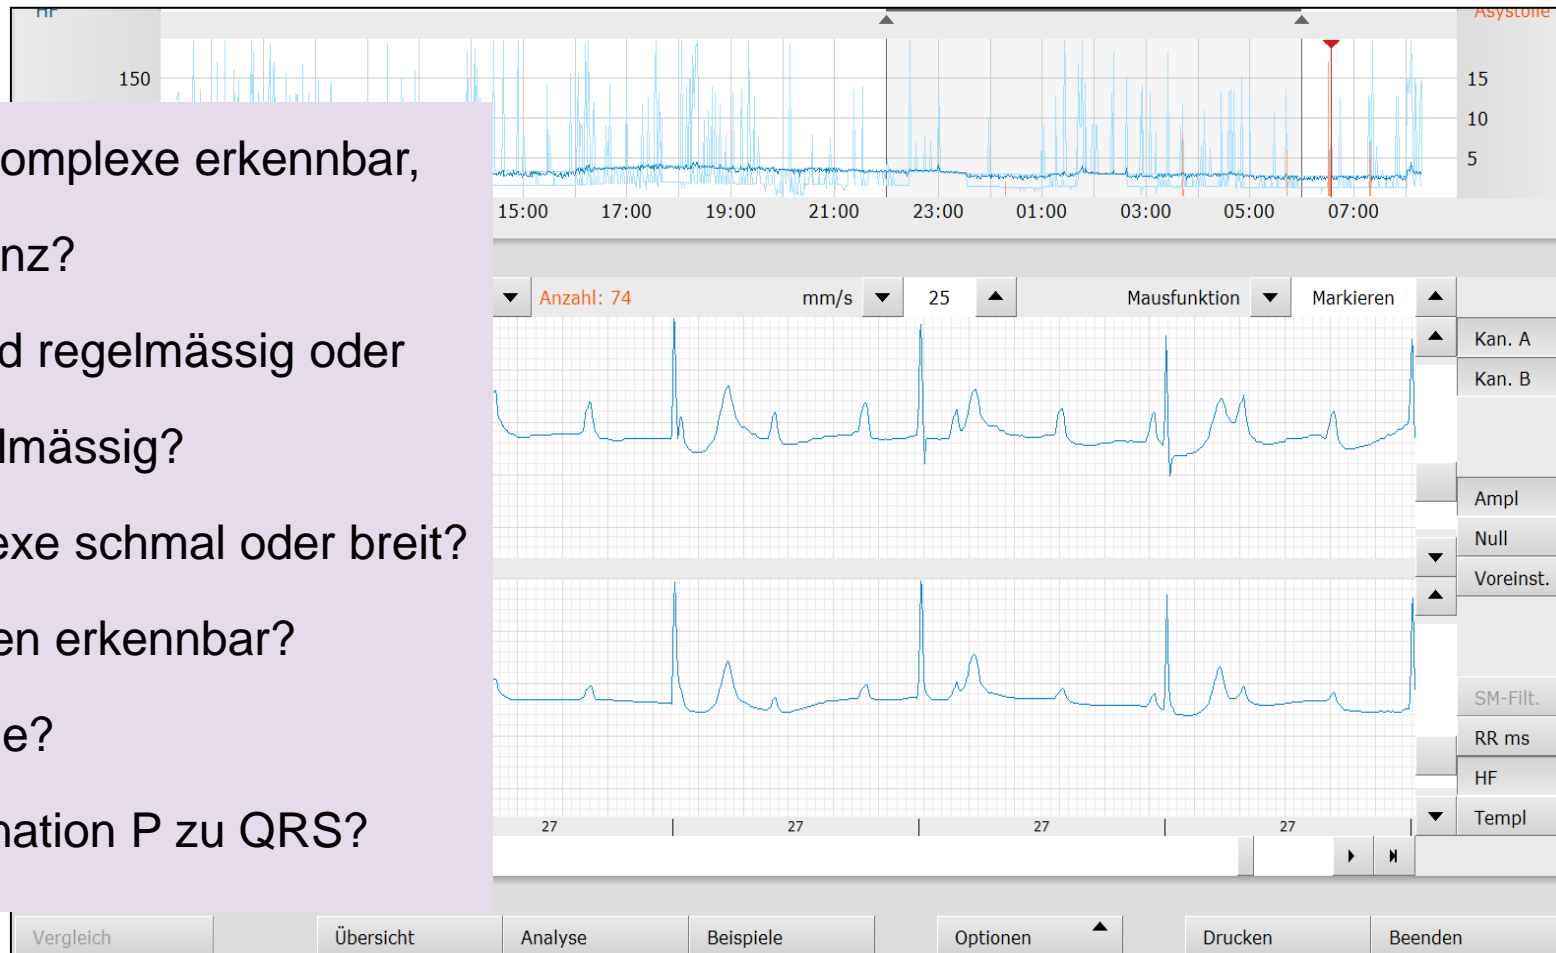 HF
Asystolie
150
15
10
5
15:00 17:00 19:00 21:00 23:00 01:00 03:00 05:00 07:00
omplexe erkennbar,
nz?
d regelmässig oder
lmässig?
exe schmal oder breit?
en erkennbar?
e?
nation P zu QRS?
Anzahl: 74 mm/s 25 Mausfunktion Markieren
Kan. A
Kan. B
Ampl
Null
Voreinst.
SM-Filt.
RR ms
HF
Templ
27 27 27 27
Vergleich Übersicht Analyse Beispiele Optionen Drucken Beenden